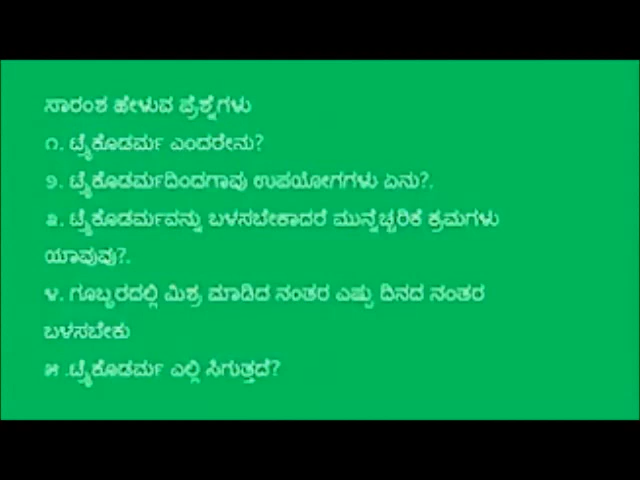 ಸಾರಂಶ ಹೇಳುವ ಪ್ರಶ್ನೆಗಳು
೧. ಟ್ರೈಕೊಡರ್ಮ ಎಂದರೇನು?
೨. ಟ್ರೈಕೊಡರ್ಮದಿಂದಗಾವು ಉಪಯೋಗಗಳು ಏನು?.
೩. ಟ್ರೈಕೊಡರ್ಮವನ್ನು ಬಳಸಬೇಕಾದರೆ ಮುನ್ನೆಚ್ಚರಿಕೆ ಕ್ರಮಗಳು
ಯಾವುವು?.
೪. ಗೊಬ್ಬರದಲ್ಲಿ ಮಿಶ್ರ ಮಾಡಿದ ನಂತರ ಎಷ್ಟು ದಿನದ ನಂತರ
ಬಳಸಬೇಕು
೫ .ಟ್ರೈಕೊಡರ್ಮ ಎಲ್ಲಿ ಸಿಗುತ್ತದೆ?